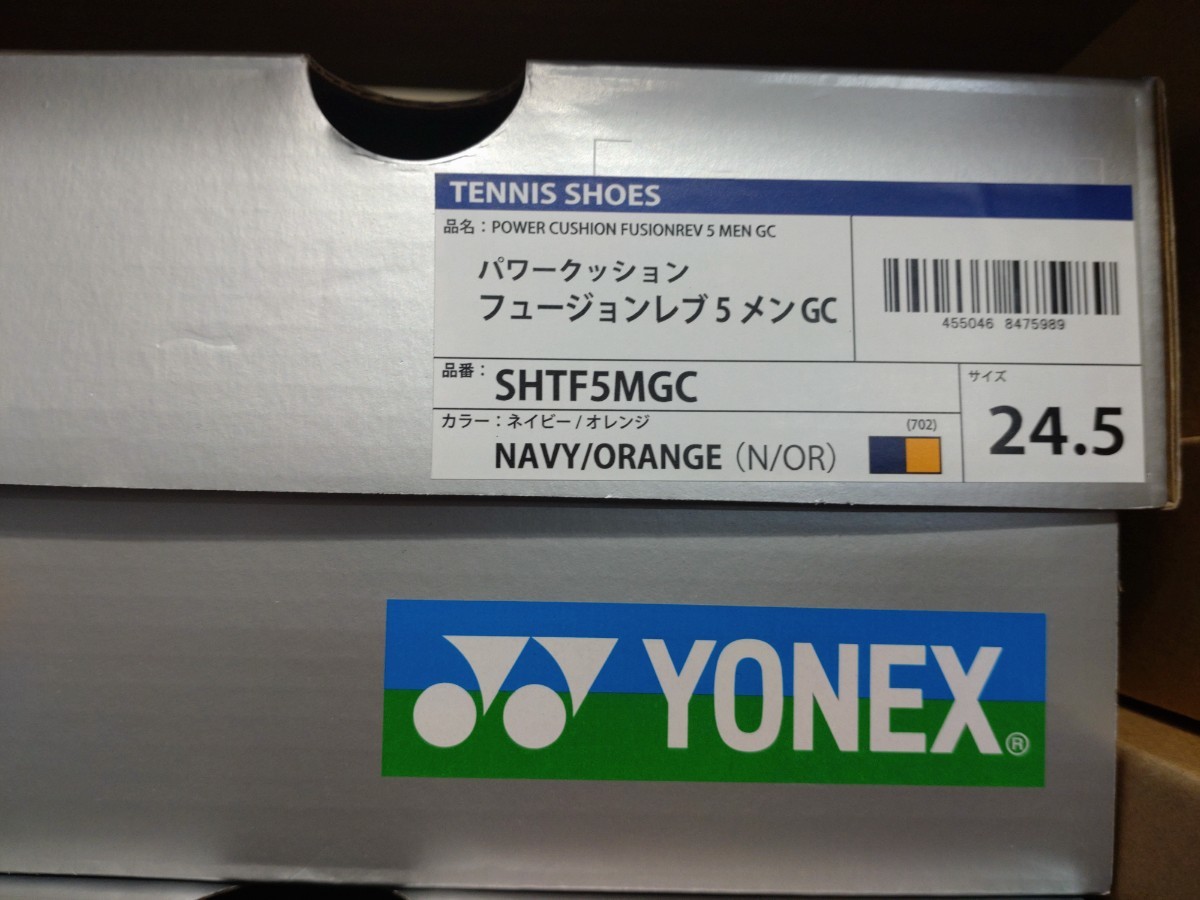 TENNIS SHOES
品名：POWER CUSHION FUSIONREV 5 MEN GC
パワークッション
フュージョンレブ 5 メン GC
455046 8475989
品番：
SHTF5MGC
サイズ
24.5
カラー：ネイビー / オレンジ
(702)
NAVY/ORANGE (N/OR)
YONEX®